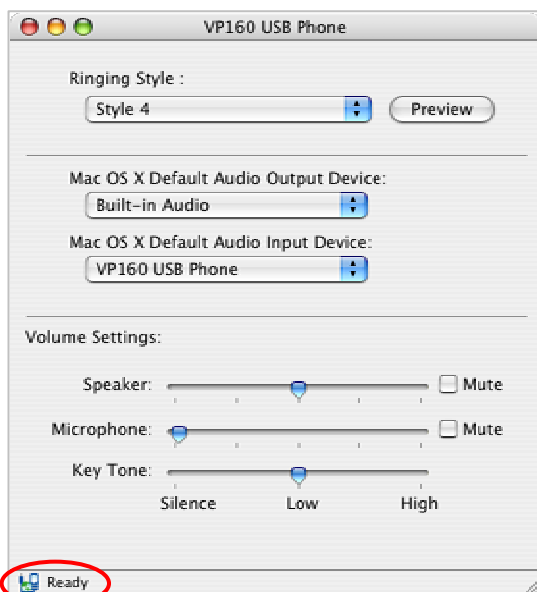 VP160 USB Phone
Ringing Style :
Style 4 Preview
Mac OS X Default Audio Output Device:
Built-in Audio
Mac OS X Default Audio Input Device:
VP160 USB Phone
Volume Settings:
Speaker: Mute
Microphone: Mute
Key Tone:
Silence Low High
Ready